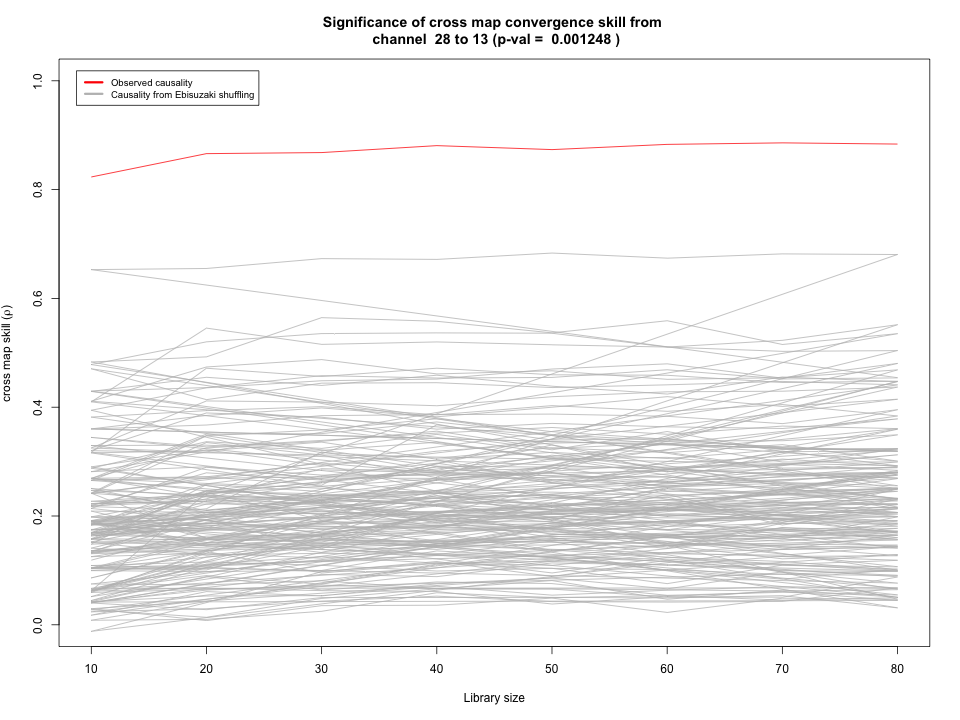 Significance of cross map convergence skill from
channel  28 to 13 (p-val =  0.001248 )
Observed causality
Causality from Ebisuzaki shuffling
1.0
0.8
0.6
0.4
0.2
0.0
cross map skill (ρ)
10 20 30 40 50 60 70 80
Library size